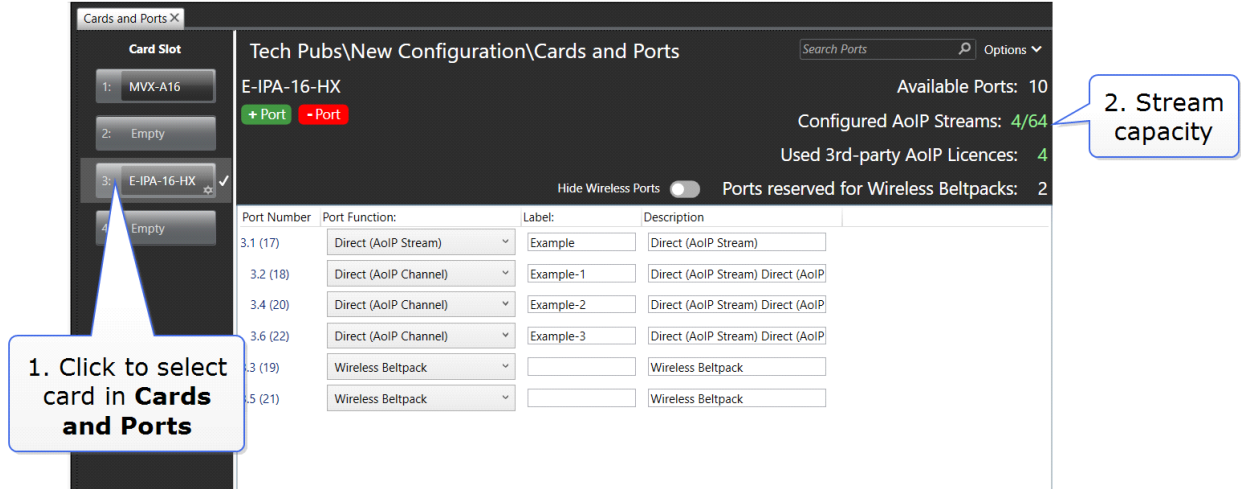 Cards and Ports
Card Slot
1: MVX-A16
2: Empty
3: E-IPA-16-HX
4: Empty
Tech Pubs\New Configuration\Cards and Ports
Search Ports
Options
E-IPA-16-HX
+ Port
- Port
Available Ports: 10
Configured AoIP Streams: 4/64
Used 3rd-party AoIP Licences: 4
Hide Wireless Ports
Ports reserved for Wireless Beltpacks: 2
Port Number Port Function: Label: Description
3.1 (17) Direct (AoIP Stream) Example Direct (AoIP Stream)
3.2 (18) Direct (AoIP Channel) Example-1 Direct (AoIP Stream) Direct (AoIP
3.4 (20) Direct (AoIP Channel) Example-2 Direct (AoIP Stream) Direct (AoIP
3.6 (22) Direct (AoIP Channel) Example-3 Direct (AoIP Stream) Direct (AoIP
.3 (19) Wireless Beltpack Wireless Beltpack
.5 (21) Wireless Beltpack Wireless Beltpack
1. Click to select
card in Cards
and Ports
2. Stream
capacity